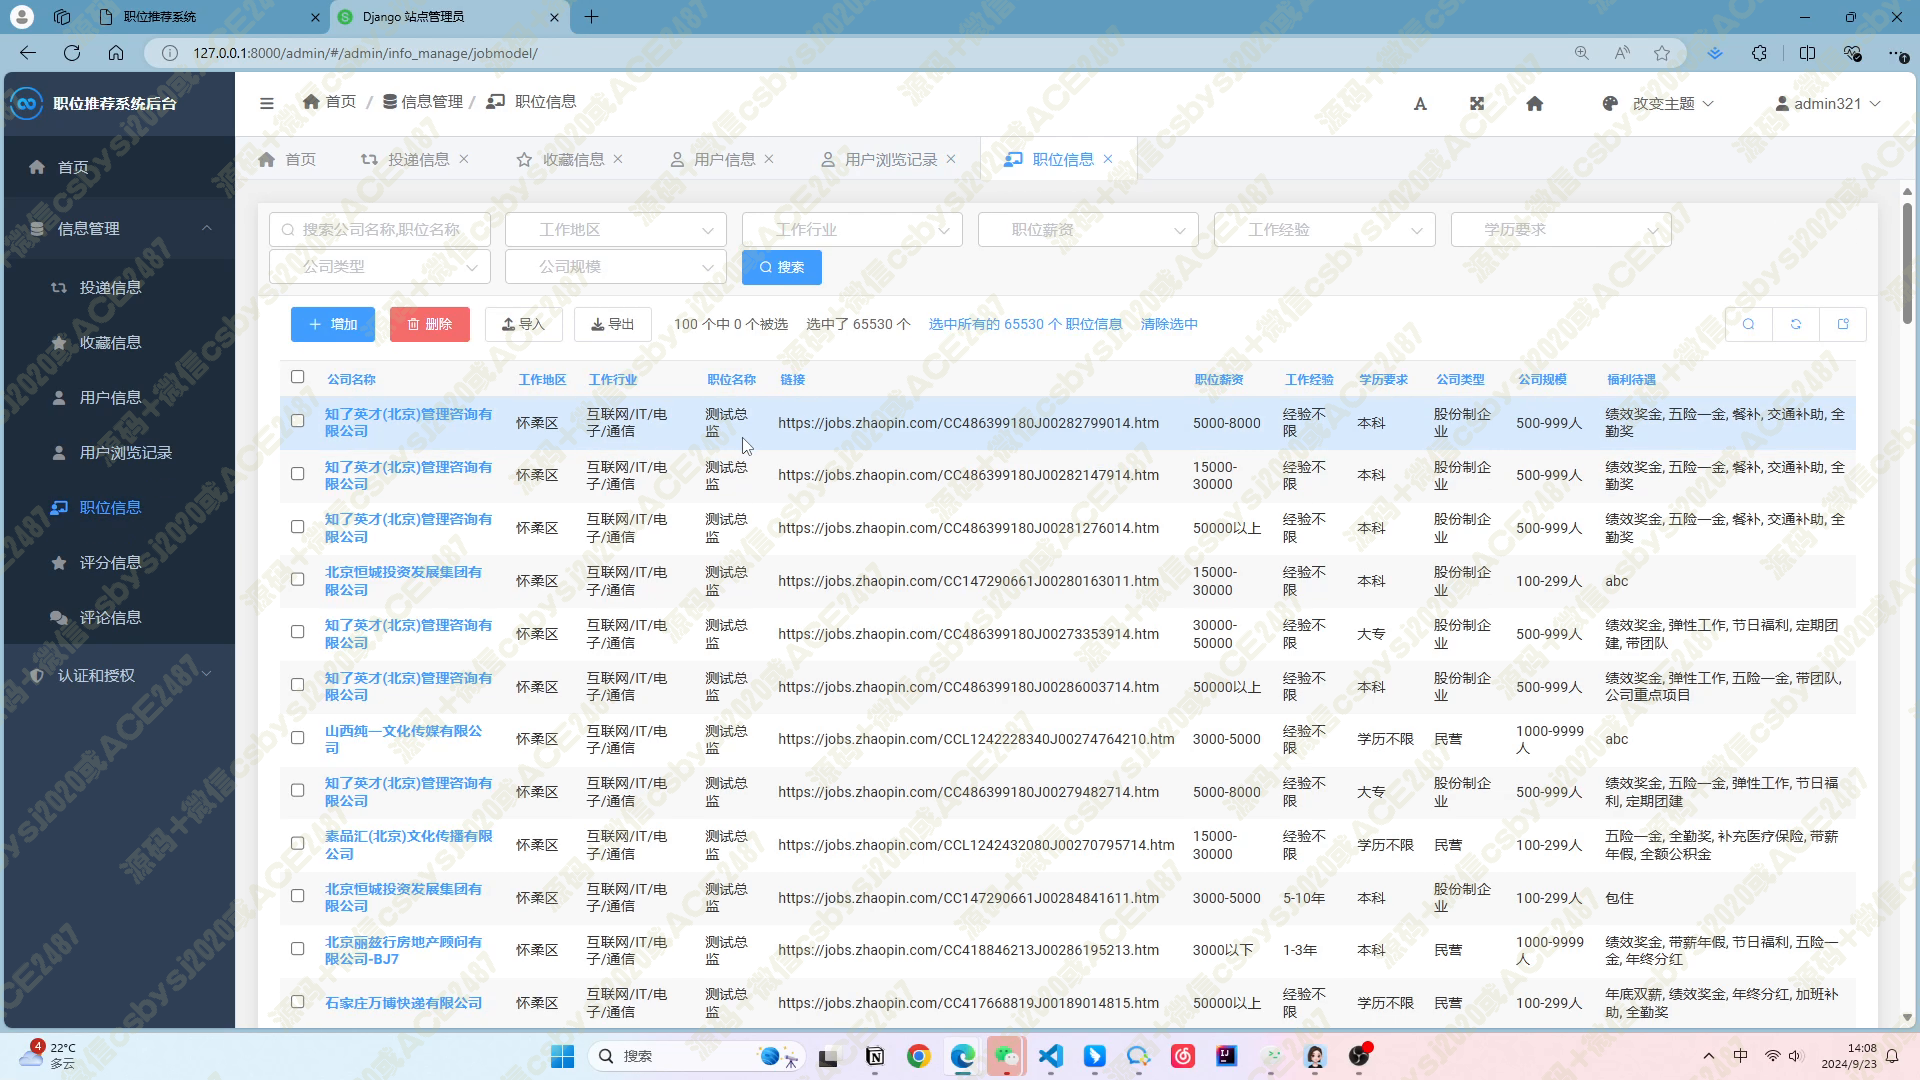 职位推荐系统
Django 站点管理员
127.0.0.1:8000/admin/#/admin/info_manage/jobmodel/
职位推荐系统后台
首页 / 信息管理 / 职位信息
改变主题
admin321
首页
投递信息
收藏信息
用户信息
用户浏览记录
职位信息
首页
信息管理
投递信息
收藏信息
用户信息
用户浏览记录
职位信息
评分信息
评论信息
认证和授权
搜索公司名称,职位名称
工作地区
工作行业
职位薪资
工作经验
学历要求
公司类型
公司规模
搜索
增加
删除
导入
导出
100 个中 0 个被选
选中了 65530 个
选中所有的 65530 个 职位信息
清除选中
公司名称 工作地区 工作行业 职位名称 链接 职位薪资 工作经验 学历要求 公司类型 公司规模 福利待遇
知了英才(北京)管理咨询有限公司 怀柔区 互联网/IT/电子/通信 测试总监 https://jobs.zhaopin.com/CC486399180J00282799014.htm 5000-8000 经验不限 本科 股份制企业 500-999人 绩效奖金, 五险一金, 餐补, 交通补助, 全勤奖
知了英才(北京)管理咨询有限公司 怀柔区 互联网/IT/电子/通信 测试总监 https://jobs.zhaopin.com/CC486399180J00282147914.htm 15000-30000 经验不限 本科 股份制企业 500-999人 绩效奖金, 五险一金, 餐补, 交通补助, 全勤奖
知了英才(北京)管理咨询有限公司 怀柔区 互联网/IT/电子/通信 测试总监 https://jobs.zhaopin.com/CC486399180J00281276014.htm 50000以上 经验不限 本科 股份制企业 500-999人 绩效奖金, 五险一金, 餐补, 交通补助, 全勤奖
北京恒城投资发展集团有限公司 怀柔区 互联网/IT/电子/通信 测试总监 https://jobs.zhaopin.com/CC147290661J00280163011.htm 15000-30000 经验不限 本科 股份制企业 100-299人 abc
知了英才(北京)管理咨询有限公司 怀柔区 互联网/IT/电子/通信 测试总监 https://jobs.zhaopin.com/CC486399180J00273353914.htm 30000-50000 经验不限 大专 股份制企业 500-999人 绩效奖金, 弹性工作, 节日福利, 定期团建, 带团队
知了英才(北京)管理咨询有限公司 怀柔区 互联网/IT/电子/通信 测试总监 https://jobs.zhaopin.com/CC486399180J00286003714.htm 50000以上 经验不限 本科 股份制企业 500-999人 绩效奖金, 弹性工作, 五险一金, 带团队, 公司重点项目
山西纯一文化传媒有限公司 怀柔区 互联网/IT/电子/通信 测试总监 https://jobs.zhaopin.com/CCL1242228340J00274764210.htm 3000-5000 经验不限 学历不限 民营 1000-9999人 abc
知了英才(北京)管理咨询有限公司 怀柔区 互联网/IT/电子/通信 测试总监 https://jobs.zhaopin.com/CC486399180J00279482714.htm 5000-8000 经验不限 大专 股份制企业 500-999人 绩效奖金, 五险一金, 弹性工作, 节日福利, 定期团建
素品汇(北京)文化传播有限公司 怀柔区 互联网/IT/电子/通信 测试总监 https://jobs.zhaopin.com/CCL1242432080J00270795714.htm 15000-30000 经验不限 学历不限 民营 100-299人 五险一金, 全勤奖, 补充医疗保险, 带薪年假, 全额公积金
北京恒城投资发展集团有限公司 怀柔区 互联网/IT/电子/通信 测试总监 https://jobs.zhaopin.com/CC147290661J00284841611.htm 3000-5000 5-10年 本科 股份制企业 100-299人 包住
北京丽兹行房地产顾问有限公司-BJ7 怀柔区 互联网/IT/电子/通信 测试总监 https://jobs.zhaopin.com/CC418846213J00286195213.htm 3000以下 1-3年 本科 民营 1000-9999人 绩效奖金, 带薪年假, 节日福利, 五险一金, 年终分红
石家庄万博快递有限公司 怀柔区 互联网/IT/电子/通信 测试总监 https://jobs.zhaopin.com/CC417668819J00189014815.htm 50000以上 经验不限 学历不限 民营 100-299人 年底双薪, 绩效奖金, 年终分红, 加班补助, 全勤奖
源码+微信csbysj2020或ACE2487
4
22°C
多云
搜索
中
14:08
2024/9/23